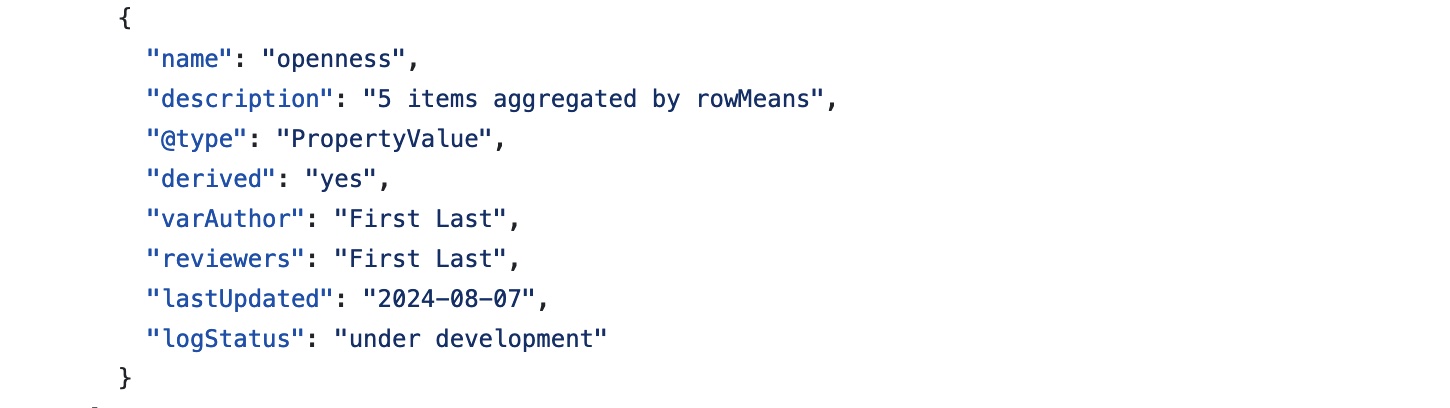 {
"name": "openness",
"description": "5 items aggregated by rowMeans",
"@type": "PropertyValue",
"derived": "yes",
"varAuthor": "First Last",
"reviewers": "First Last",
"lastUpdated": "2024-08-07",
"logStatus": "under development"
}